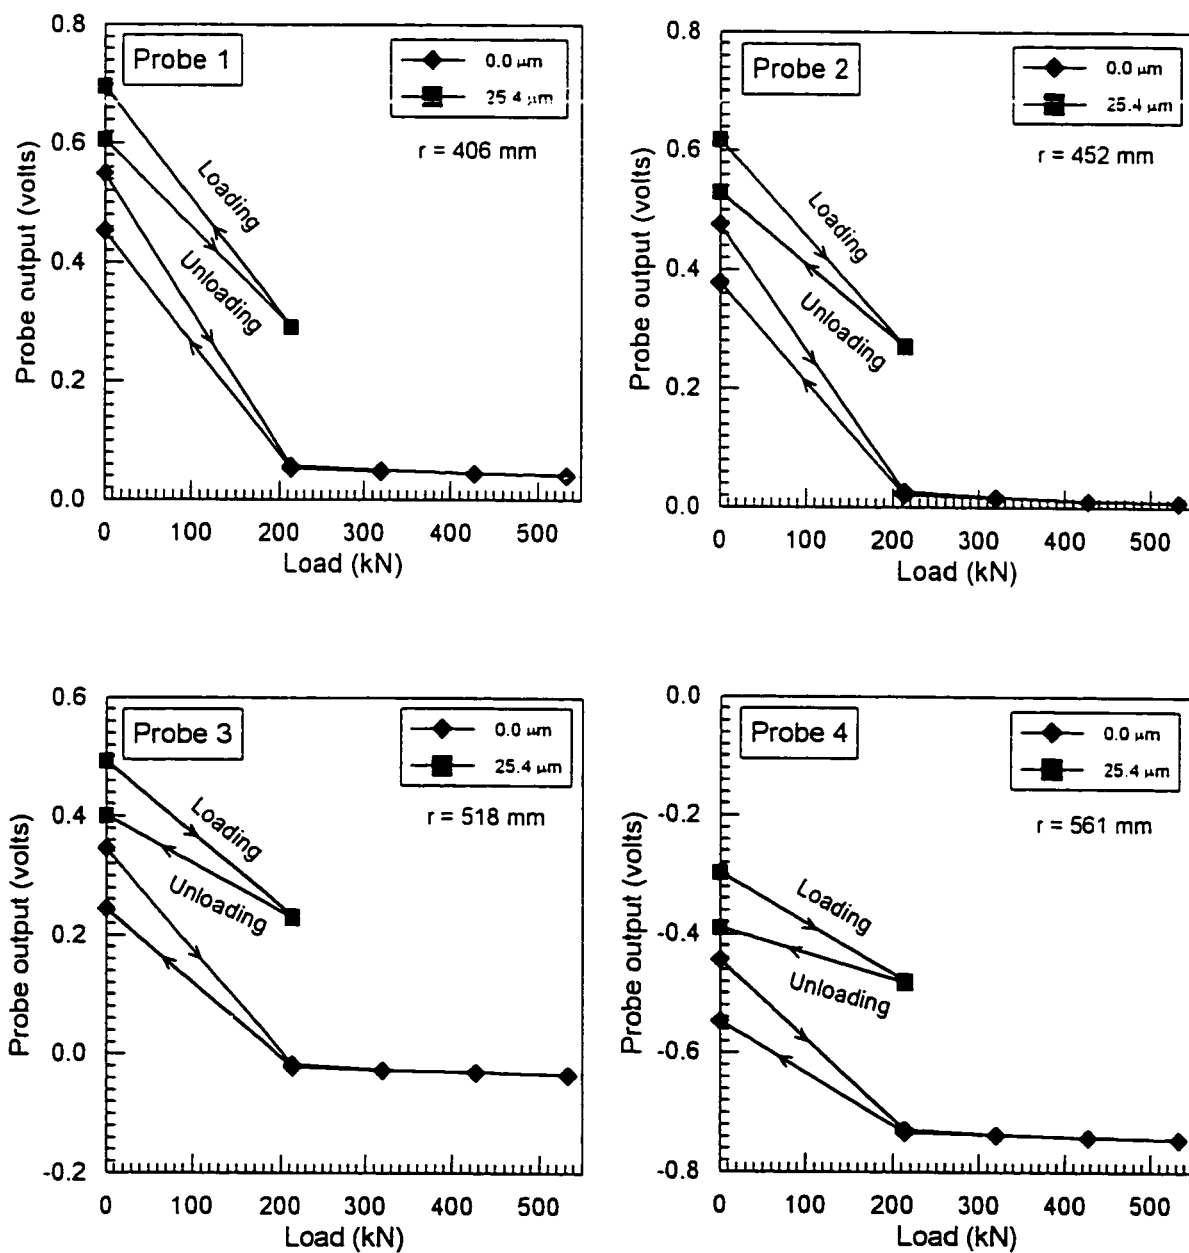 0.8
Probe 1
0.0 μm
25.4 μm
r = 406 mm
0.6
Loading
Unloading
0.4
0.2
0.0
Probe output (volts)
0 100 200 300 400 500
Load (kN)
0.8
Probe 2
0.0 μm
25.4 μm
r = 452 mm
0.6
Loading
Unloading
0.4
0.2
0.0
Probe output (volts)
0 100 200 300 400 500
Load (kN)
0.6
Probe 3
0.0 μm
25.4 μm
r = 518 mm
0.4
Loading
Unloading
0.2
0.0
-0.2
Probe output (volts)
0 100 200 300 400 500
Load (kN)
0.0
Probe 4
0.0 μm
25.4 μm
r = 561 mm
-0.2
Loading
-0.4
Unloading
-0.6
-0.8
Probe output (volts)
0 100 200 300 400 500
Load (kN)